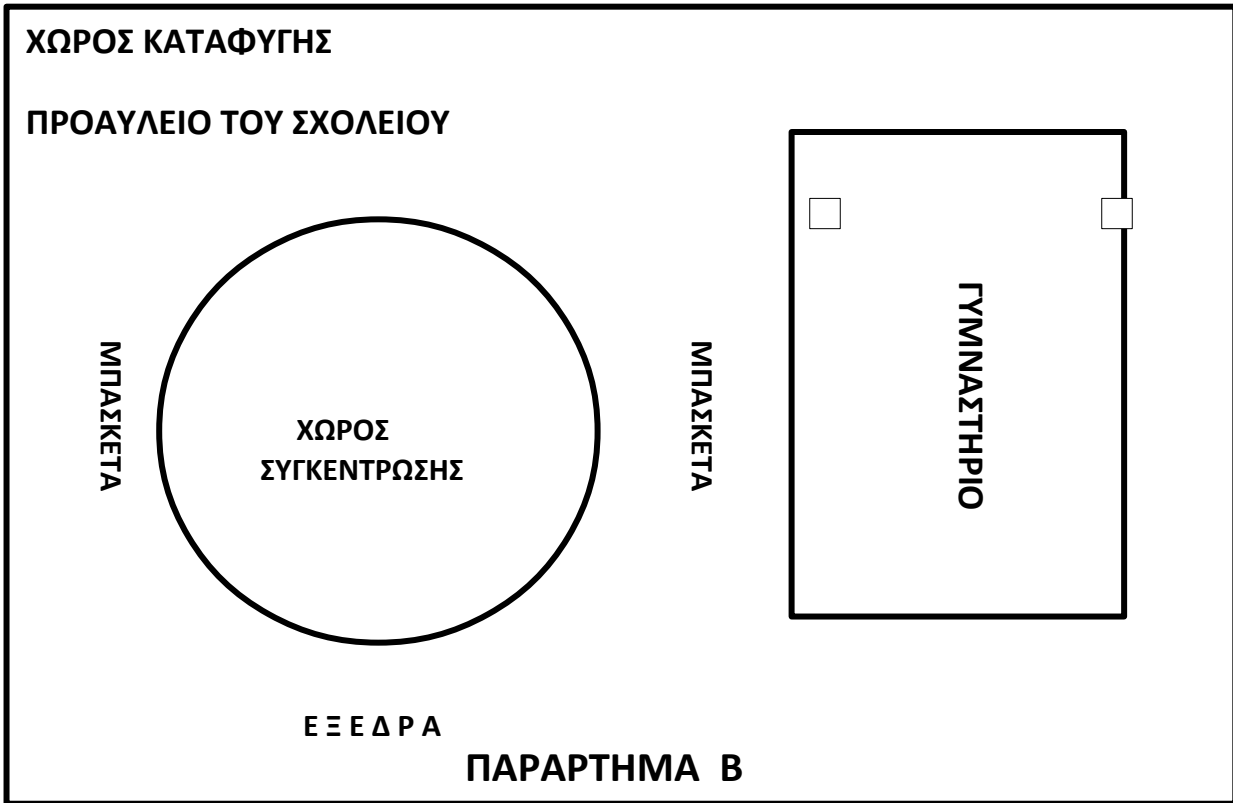 ΧΩΡΟΣ ΚΑΤΑΦΥΓΗΣ
ΠΡΟΑΥΛΕΙΟ ΤΟΥ ΣΧΟΛΕΙΟΥ
ΜΠΑΣΚΕΤΑ
ΧΩΡΟΣ
ΣΥΓΚΕΝΤΡΩΣΗΣ
ΜΠΑΣΚΕΤΑ
ΓΥΜΝΑΣΤΗΡΙΟ
Ε Ξ Ε Δ Ρ Α
ΠΑΡΑΡΤΗΜΑ Β